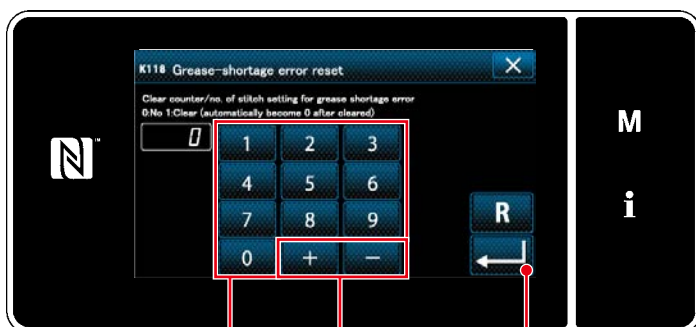 K118 Grease-shortage error reset
Clear counter/no. of stitch setting for grease shortage error
0:No 1:Clear (automatically become 0 after cleared)
0
1 2 3
4 5 6
7 8 9
0 + −
R
N™
M
i